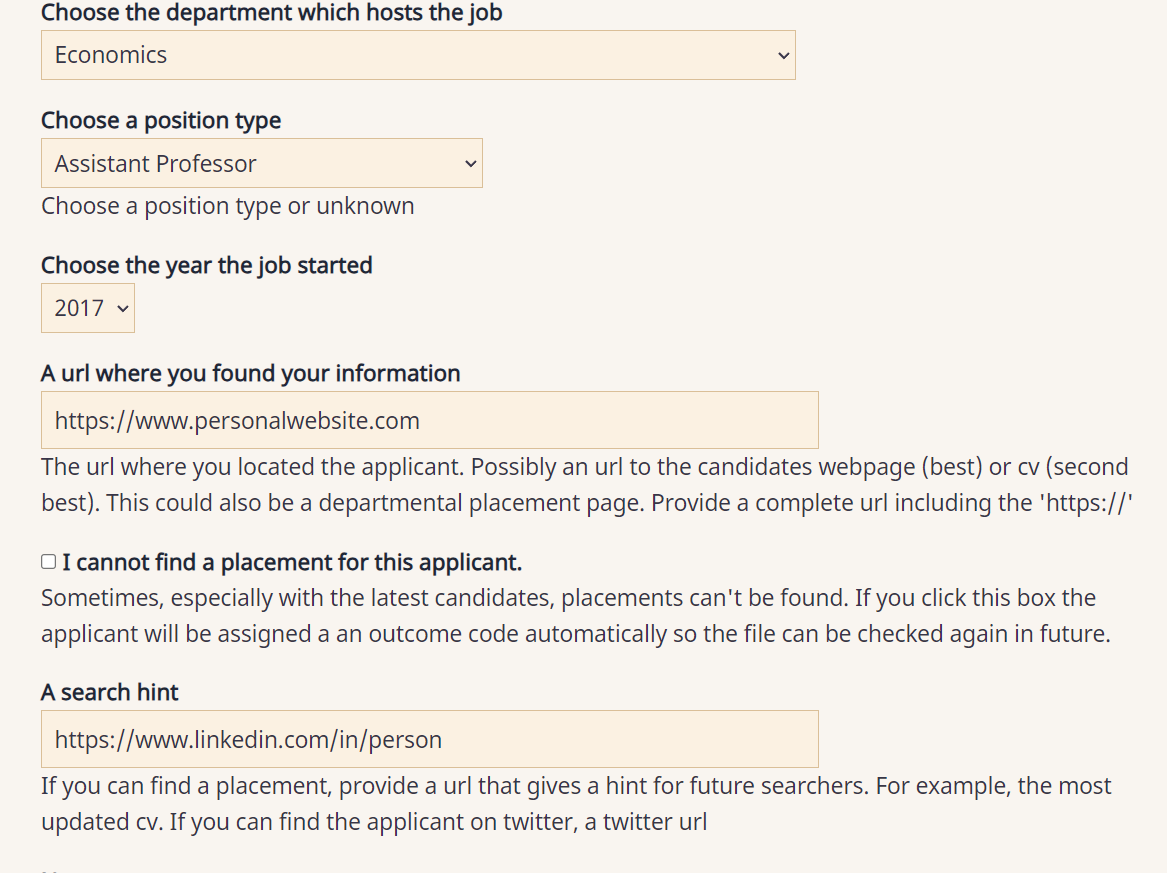 Choose the department which hosts the job
Economics
Choose a position type
Assistant Professor
Choose a position type or unknown
Choose the year the job started
2017
A url where you found your information
https://www.personalwebsite.com
The url where you located the applicant. Possibly an url to the candidates webpage (best) or cv (second
best). This could also be a departmental placement page. Provide a complete url including the 'https://'
I cannot find a placement for this applicant.
Sometimes, especially with the latest candidates, placements can't be found. If you click this box the
applicant will be assigned a an outcome code automatically so the file can be checked again in future.
A search hint
https://www.linkedin.com/in/person
If you can find a placement, provide a url that gives a hint for future searchers. For example, the most
updated cv. If you can find the applicant on twitter, a twitter url